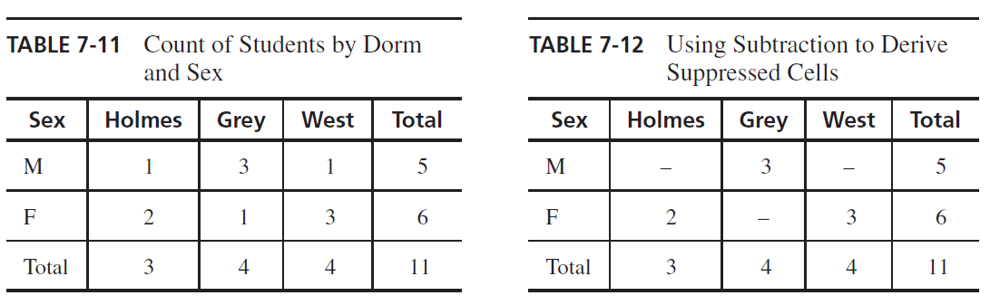 TABLE 7-11 Count of Students by Dorm
and Sex
Sex Holmes Grey West Total
M 1 3 1 5
F 2 1 3 6
Total 3 4 4 11
TABLE 7-12 Using Subtraction to Derive
Suppressed Cells
Sex Holmes Grey West Total
M – 3 – 5
F 2 – 3 6
Total 3 4 4 11